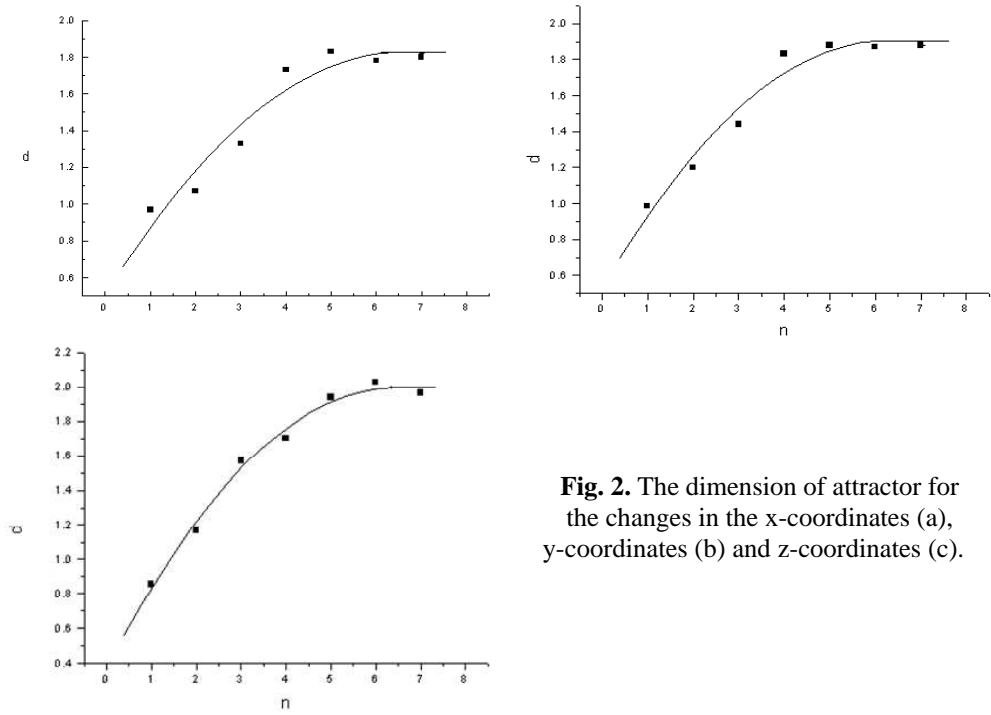 2.0
1.8
1.6
1.4
1.2
1.0
0.8
0.6
d
0 1 2 3 4 5 6 7 8
2.0
1.8
1.6
1.4
1.2
1.0
0.8
0.6
d
0 1 2 3 4 5 6 7 8
n
2.2
2.0
1.8
1.6
1.4
1.2
1.0
0.8
0.6
0.4
d
0 1 2 3 4 5 6 7 8
n
Fig. 2. The dimension of attractor for
the changes in the x-coordinates (a),
y-coordinates (b) and z-coordinates (c).